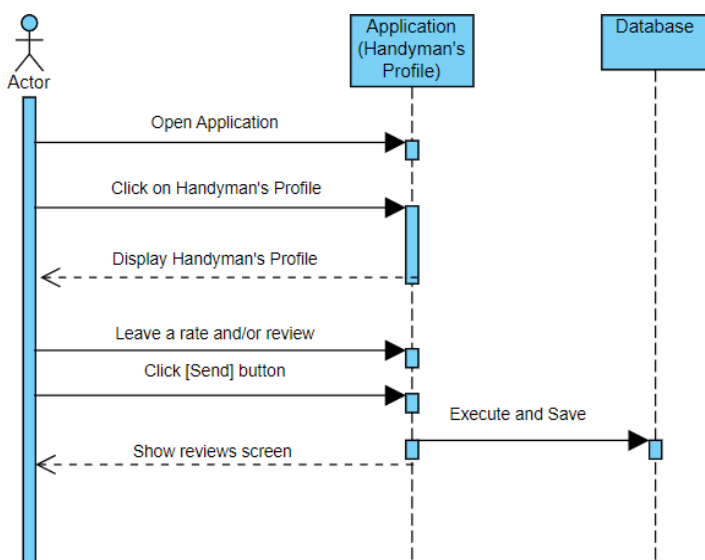 Actor
Application
(Handyman's
Profile)
Database
Open Application
Click on Handyman's Profile
Display Handyman's Profile
Leave a rate and/or review
Click [Send] button
Execute and Save
Show reviews screen